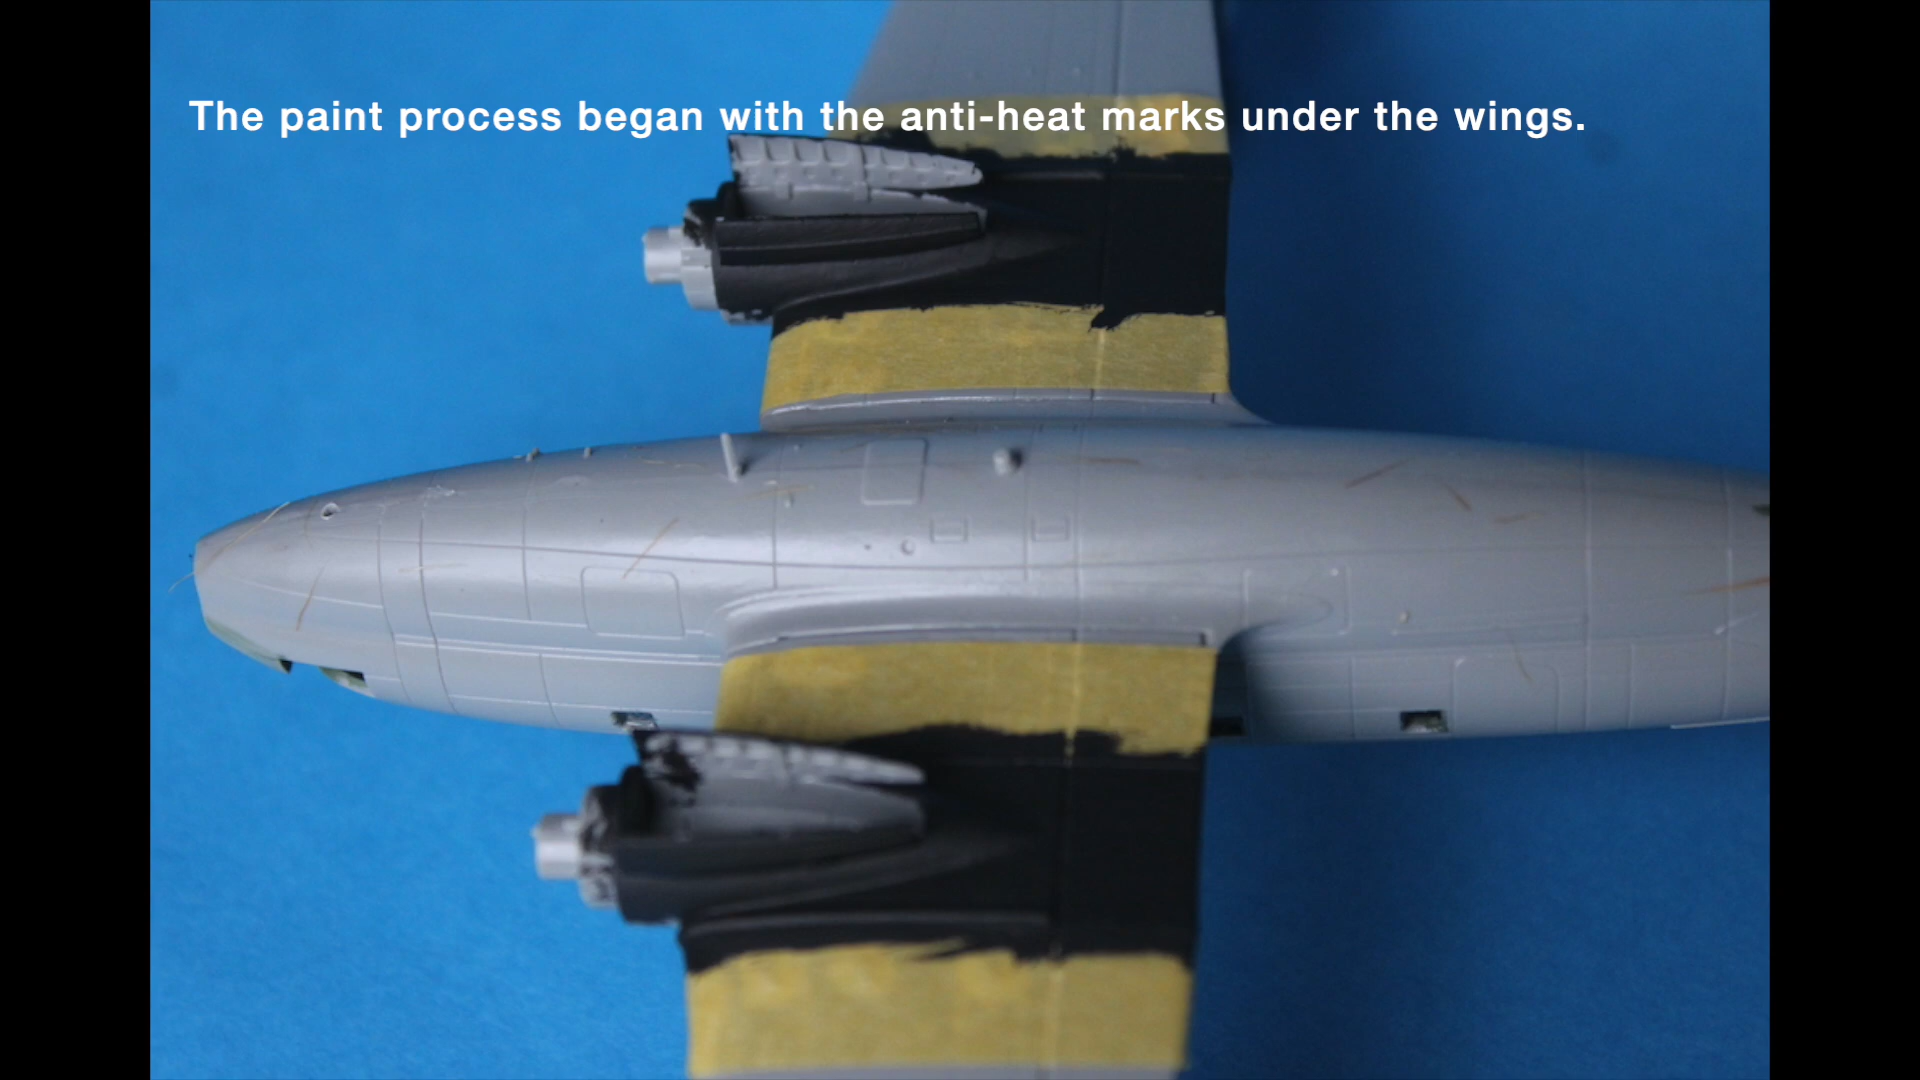 The paint process began with the anti-heat marks under the wings.